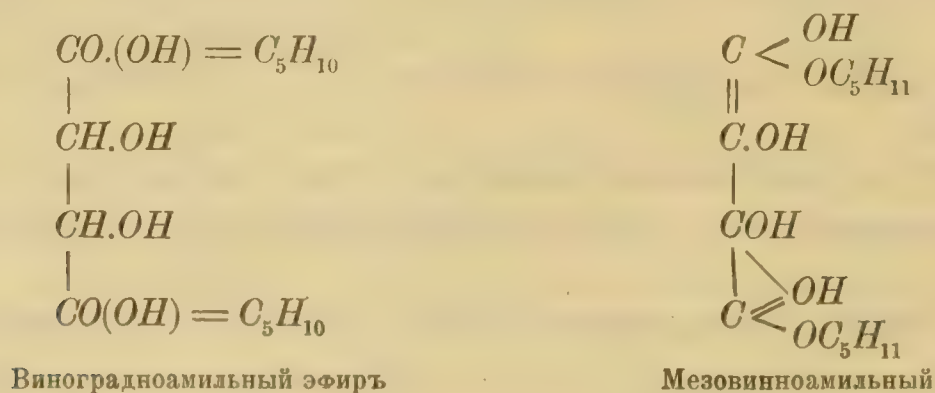 CO.(OH) = C₅H₁₀
CH.OH
CH.OH
CO(OH) = C₅H₁₀
Виноградноамильный эфиръ
C < OH
OC₅H₁₁
C.OH
COH
C OH
OC₅H₁₁
Мезовинноамильный